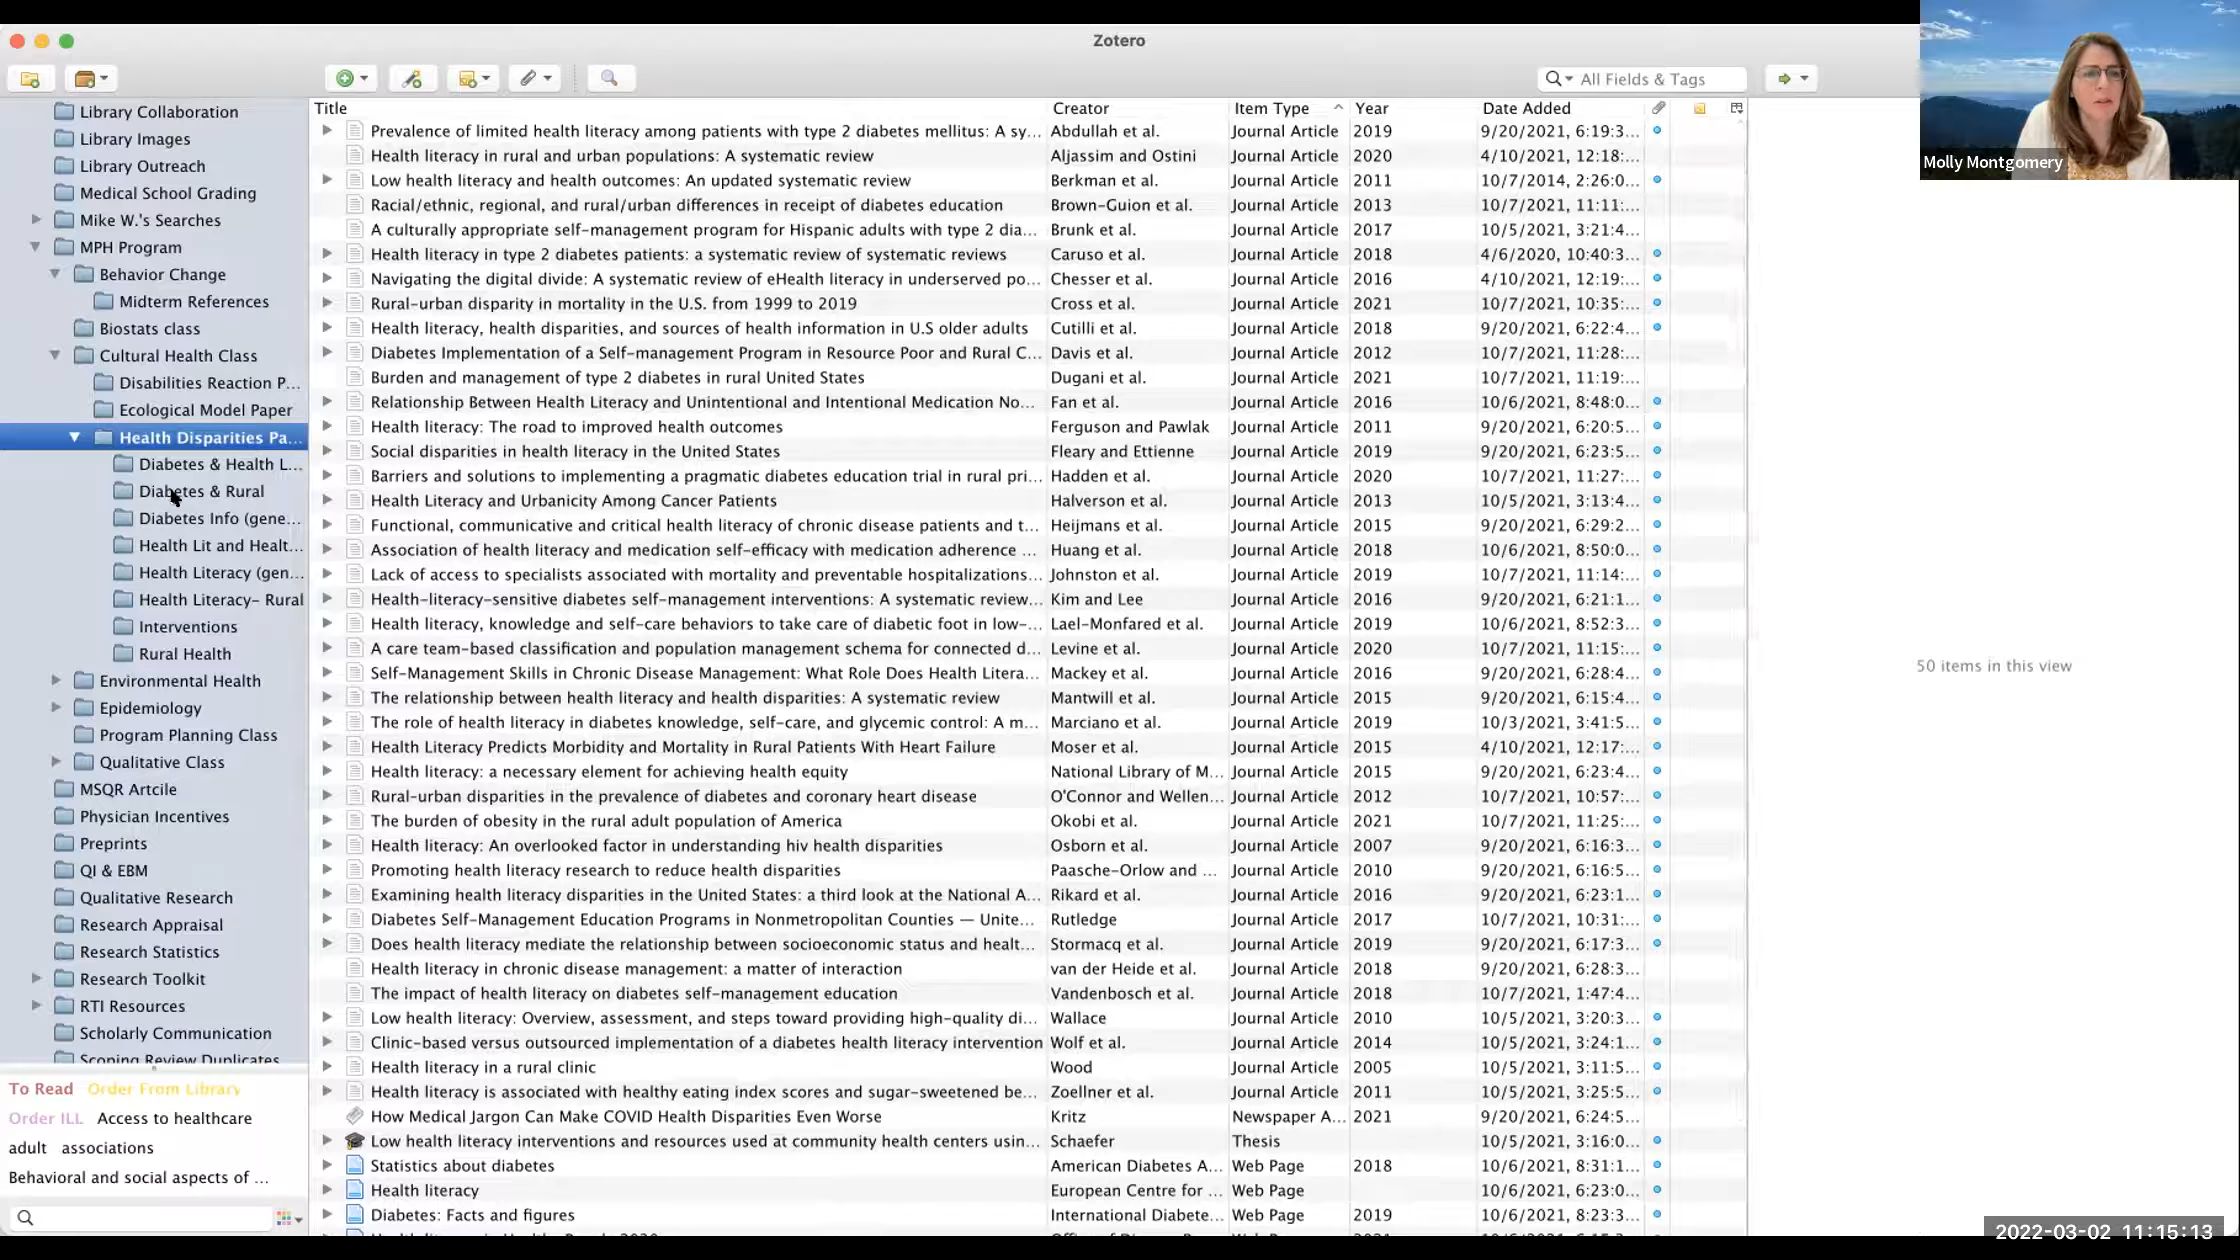 Zotero
All Fields & Tags
Molly Montgomery
Library Collaboration
Library Images
Library Outreach
Medical School Grading
Mike W.'s Searches
MPH Program
Behavior Change
Midterm References
Biostats class
Cultural Health Class
Disabilities Reaction P...
Ecological Model Paper
Health Disparities Pa...
Diabetes & Health L...
Diabetes & Rural
Diabetes Info (gene...
Health Lit and Healt...
Health Literacy (gen...
Health Literacy- Rural
Interventions
Rural Health
Environmental Health
Epidemiology
Program Planning Class
Qualitative Class
MSQR Artcile
Physician Incentives
Preprints
QI & EBM
Qualitative Research
Research Appraisal
Research Statistics
Research Toolkit
RTI Resources
Scholarly Communication
Scoping Review Duplicates
To Read Order From Library
Order ILL Access to healthcare
adult associations
Behavioral and social aspects of ...
Title Creator Item Type Year Date Added
Prevalence of limited health literacy among patients with type 2 diabetes mellitus: A sy... Abdullah et al. Journal Article 2019 9/20/2021, 6:19:3...
Health literacy in rural and urban populations: A systematic review Aljassim and Ostini Journal Article 2020 4/10/2021, 12:18:...
Low health literacy and health outcomes: An updated systematic review Berkman et al. Journal Article 2011 10/7/2014, 2:26:0...
Racial/ethnic, regional, and rural/urban differences in receipt of diabetes education Brown-Guion et al. Journal Article 2013 10/7/2021, 11:11:...
A culturally appropriate self-management program for Hispanic adults with type 2 dia... Brunk et al. Journal Article 2017 10/5/2021, 3:21:4...
Health literacy in type 2 diabetes patients: a systematic review of systematic reviews Caruso et al. Journal Article 2018 4/6/2020, 10:40:3...
Navigating the digital divide: A systematic review of eHealth literacy in underserved po... Chesser et al. Journal Article 2016 4/10/2021, 12:19:...
Rural-urban disparity in mortality in the U.S. from 1999 to 2019 Cross et al. Journal Article 2021 10/7/2021, 10:35:...
Health literacy, health disparities, and sources of health information in U.S older adults Cutilli et al. Journal Article 2018 9/20/2021, 6:22:4...
Diabetes Implementation of a Self-management Program in Resource Poor and Rural C... Davis et al. Journal Article 2012 10/7/2021, 11:28:...
Burden and management of type 2 diabetes in rural United States Dugani et al. Journal Article 2021 10/7/2021, 11:19:...
Relationship Between Health Literacy and Unintentional and Intentional Medication No... Fan et al. Journal Article 2016 10/6/2021, 8:48:0...
Health literacy: The road to improved health outcomes Ferguson and Pawlak Journal Article 2011 9/20/2021, 6:20:5...
Social disparities in health literacy in the United States Fleary and Ettienne Journal Article 2019 9/20/2021, 6:23:5...
Barriers and solutions to implementing a pragmatic diabetes education trial in rural pri... Hadden et al. Journal Article 2020 10/7/2021, 11:27:...
Health Literacy and Urbanicity Among Cancer Patients Halverson et al. Journal Article 2013 10/5/2021, 3:13:4...
Functional, communicative and critical health literacy of chronic disease patients and t... Heijmans et al. Journal Article 2015 9/20/2021, 6:29:2...
Association of health literacy and medication self-efficacy with medication adherence ... Huang et al. Journal Article 2018 10/6/2021, 8:50:0...
Lack of access to specialists associated with mortality and preventable hospitalizations... Johnston et al. Journal Article 2019 10/7/2021, 11:14:...
Health-literacy-sensitive diabetes self-management interventions: A systematic review... Kim and Lee Journal Article 2016 9/20/2021, 6:21:1...
Health literacy, knowledge and self-care behaviors to take care of diabetic foot in low-... Lael-Monfared et al. Journal Article 2019 10/6/2021, 8:52:3...
A care team-based classification and population management schema for connected d... Levine et al. Journal Article 2020 10/7/2021, 11:15:...
Self-Management Skills in Chronic Disease Management: What Role Does Health Litera... Mackey et al. Journal Article 2016 9/20/2021, 6:28:4...
The relationship between health literacy and health disparities: A systematic review Mantwill et al. Journal Article 2015 9/20/2021, 6:15:4...
The role of health literacy in diabetes knowledge, self-care, and glycemic control: A m... Marciano et al. Journal Article 2019 10/3/2021, 3:41:5...
Health Literacy Predicts Morbidity and Mortality in Rural Patients With Heart Failure Moser et al. Journal Article 2015 4/10/2021, 12:17:...
Health literacy: a necessary element for achieving health equity National Library of M... Journal Article 2015 9/20/2021, 6:23:4...
Rural-urban disparities in the prevalence of diabetes and coronary heart disease O'Connor and Wellen... Journal Article 2012 10/7/2021, 10:57:...
The burden of obesity in the rural adult population of America Okobi et al. Journal Article 2021 10/7/2021, 11:25:...
Health literacy: An overlooked factor in understanding hiv health disparities Osborn et al. Journal Article 2007 9/20/2021, 6:16:3...
Promoting health literacy research to reduce health disparities Paasche-Orlow and ... Journal Article 2010 9/20/2021, 6:16:5...
Examining health literacy disparities in the United States: a third look at the National A... Rikard et al. Journal Article 2016 9/20/2021, 6:23:1...
Diabetes Self-Management Education Programs in Nonmetropolitan Counties — Unite... Rutledge Journal Article 2017 10/7/2021, 10:31:...
Does health literacy mediate the relationship between socioeconomic status and healt... Stormacq et al. Journal Article 2019 9/20/2021, 6:17:3...
Health literacy in chronic disease management: a matter of interaction van der Heide et al. Journal Article 2018 9/20/2021, 6:28:3...
The impact of health literacy on diabetes self-management education Vandenbosch et al. Journal Article 2018 10/7/2021, 1:47:4...
Low health literacy: Overview, assessment, and steps toward providing high-quality di... Wallace Journal Article 2010 10/5/2021, 3:20:3...
Clinic-based versus outsourced implementation of a diabetes health literacy intervention Wolf et al. Journal Article 2014 10/5/2021, 3:24:1...
Health literacy in a rural clinic Wood Journal Article 2005 10/5/2021, 3:11:5...
Health literacy is associated with healthy eating index scores and sugar-sweetened be... Zoellner et al. Journal Article 2011 10/5/2021, 3:25:5...
How Medical Jargon Can Make COVID Health Disparities Even Worse Kritz Newspaper A... 2021 9/20/2021, 6:24:5...
Low health literacy interventions and resources used at community health centers usin... Schaefer Thesis 10/5/2021, 3:16:0...
Statistics about diabetes American Diabetes A... Web Page 2018 10/6/2021, 8:31:1...
Health literacy European Centre for ... Web Page 10/6/2021, 6:23:0...
Diabetes: Facts and figures International Diabete... Web Page 2019 10/6/2021, 8:23:3...
50 items in this view
2022-03-02 11:15:13